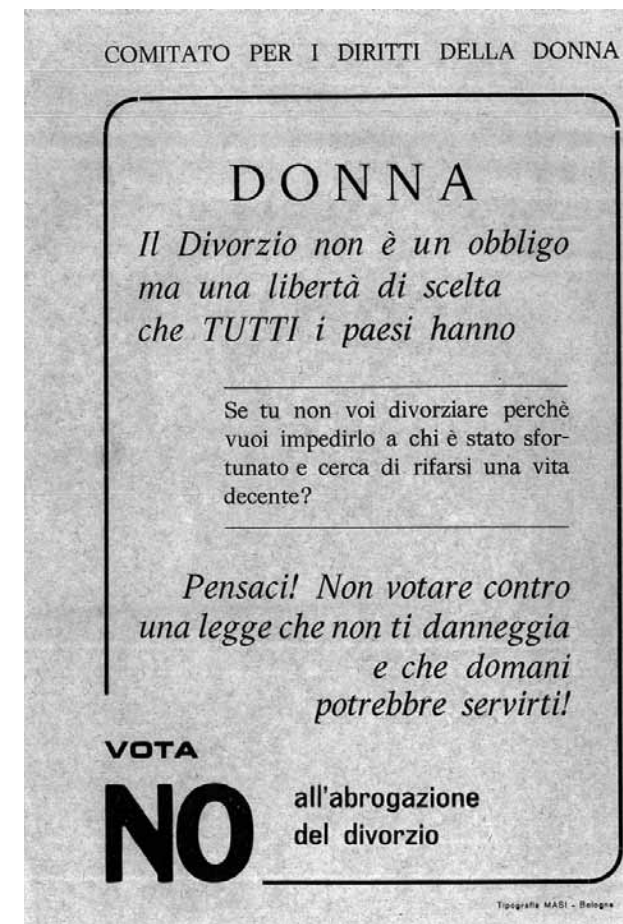 COMITATO PER I DIRITTI DELLA DONNA
DONNA
Il Divorzio non è un obbligo
ma una libertà di scelta
che TUTTI i paesi hanno
Se tu non voi divorziare perchè
vuoi impedirlo a chi è stato sfor-
tunato e cerca di rifarsi una vita
decente?
Pensaci! Non votare contro
una legge che non ti danneggia
e che domani
potrebbre servirti!
VOTA
NO
all'abrogazione
del divorzio
Tipografia MASI - Bologna